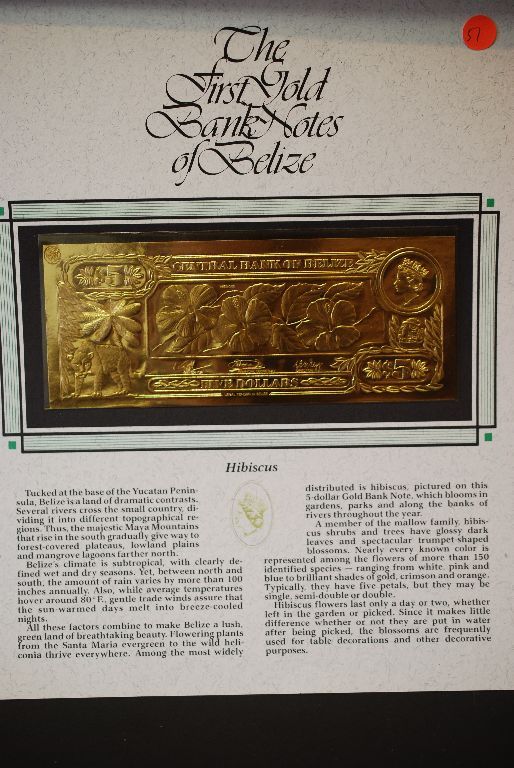 51
The
First Gold
Bank Notes
of Belize
$5
CENTRAL BANK OF BELIZE
FIVE DOLLARS
$5
Hibiscus
Tucked at the base of the Yucatan Penin-
sula, Belize is a land of dramatic contrasts.
Several rivers cross the small country, di-
viding it into different topographical re-
gions. Thus, the majestic Maya Mountains
that rise in the south gradually give way to
forest-covered plateaus, lowland plains
and mangrove lagoons farther north.
Belize's climate is subtropical, with clearly de-
fined wet and dry seasons. Yet, between north and
south, the amount of rain varies by more than 100
inches annually. Also, while average temperatures
hover around 80°F., gentle trade winds assure that
the sun-warmed days melt into breeze-cooled
nights.
All these factors combine to make Belize a lush,
green land of breathtaking beauty. Flowering plants
from the Santa Maria evergreen to the wild heli-
conia thrive everywhere. Among the most widely
distributed is hibiscus, pictured on this
5-dollar Gold Bank Note, which blooms in
gardens, parks and along the banks of
rivers throughout the year.
A member of the mallow family, hibis-
cus shrubs and trees have glossy dark
leaves and spectacular trumpet-shaped
blossoms. Nearly every known color is
represented among the flowers of more than 150
identified species — ranging from white, pink and
blue to brilliant shades of gold, crimson and orange.
Typically, they have five petals, but they may be
single, semi-double or double.
Hibiscus flowers last only a day or two, whether
left in the garden or picked. Since it makes little
difference whether or not they are put in water
after being picked, the blossoms are frequently
used for table decorations and other decorative
purposes.